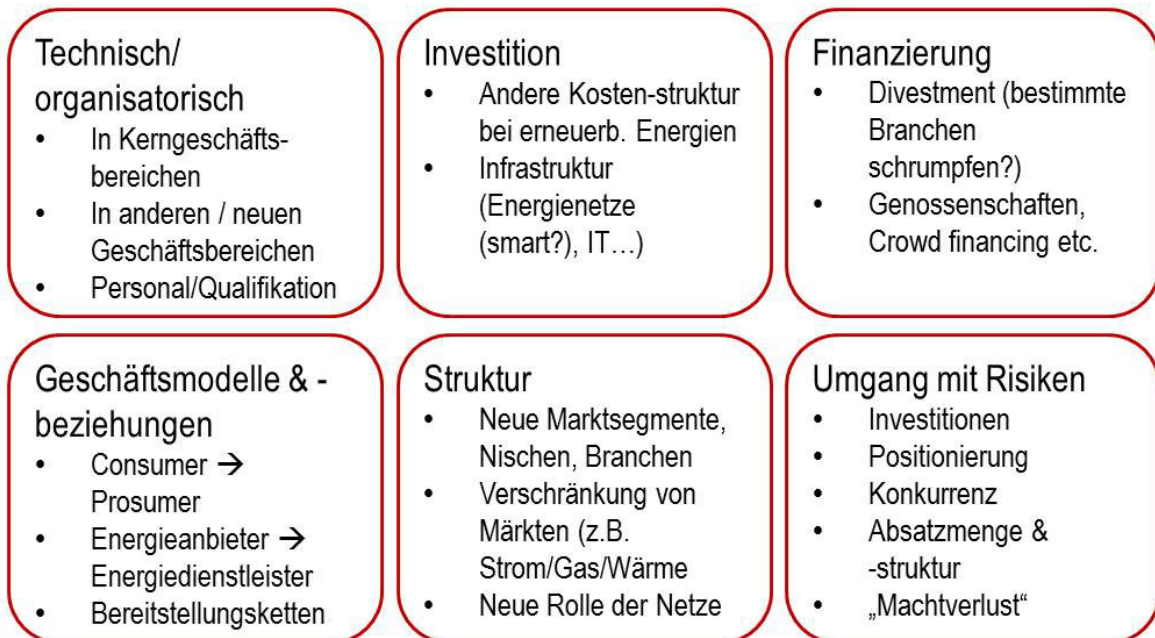 Technisch/
organisatorisch
• In Kerngeschäfts-
bereichen
• In anderen / neuen
Geschäftsbereichen
• Personal/Qualifikation
Investition
• Andere Kosten-struktur
bei erneuerb. Energien
• Infrastruktur
(Energienetze
(smart?), IT…)
Finanzierung
• Divestment (bestimmte
Branchen
schrumpfen?)
• Genossenschaften,
Crowd financing etc.
Geschäftsmodelle & -
beziehungen
• Consumer →
Prosumer
• Energieanbieter →
Energiedienstleister
• Bereitstellungsketten
Struktur
• Neue Marktsegmente,
Nischen, Branchen
• Verschränkung von
Märkten (z.B.
Strom/Gas/Wärme
• Neue Rolle der Netze
Umgang mit Risiken
• Investitionen
• Positionierung
• Konkurrenz
• Absatzmenge &
-struktur
• „Machtverlust“